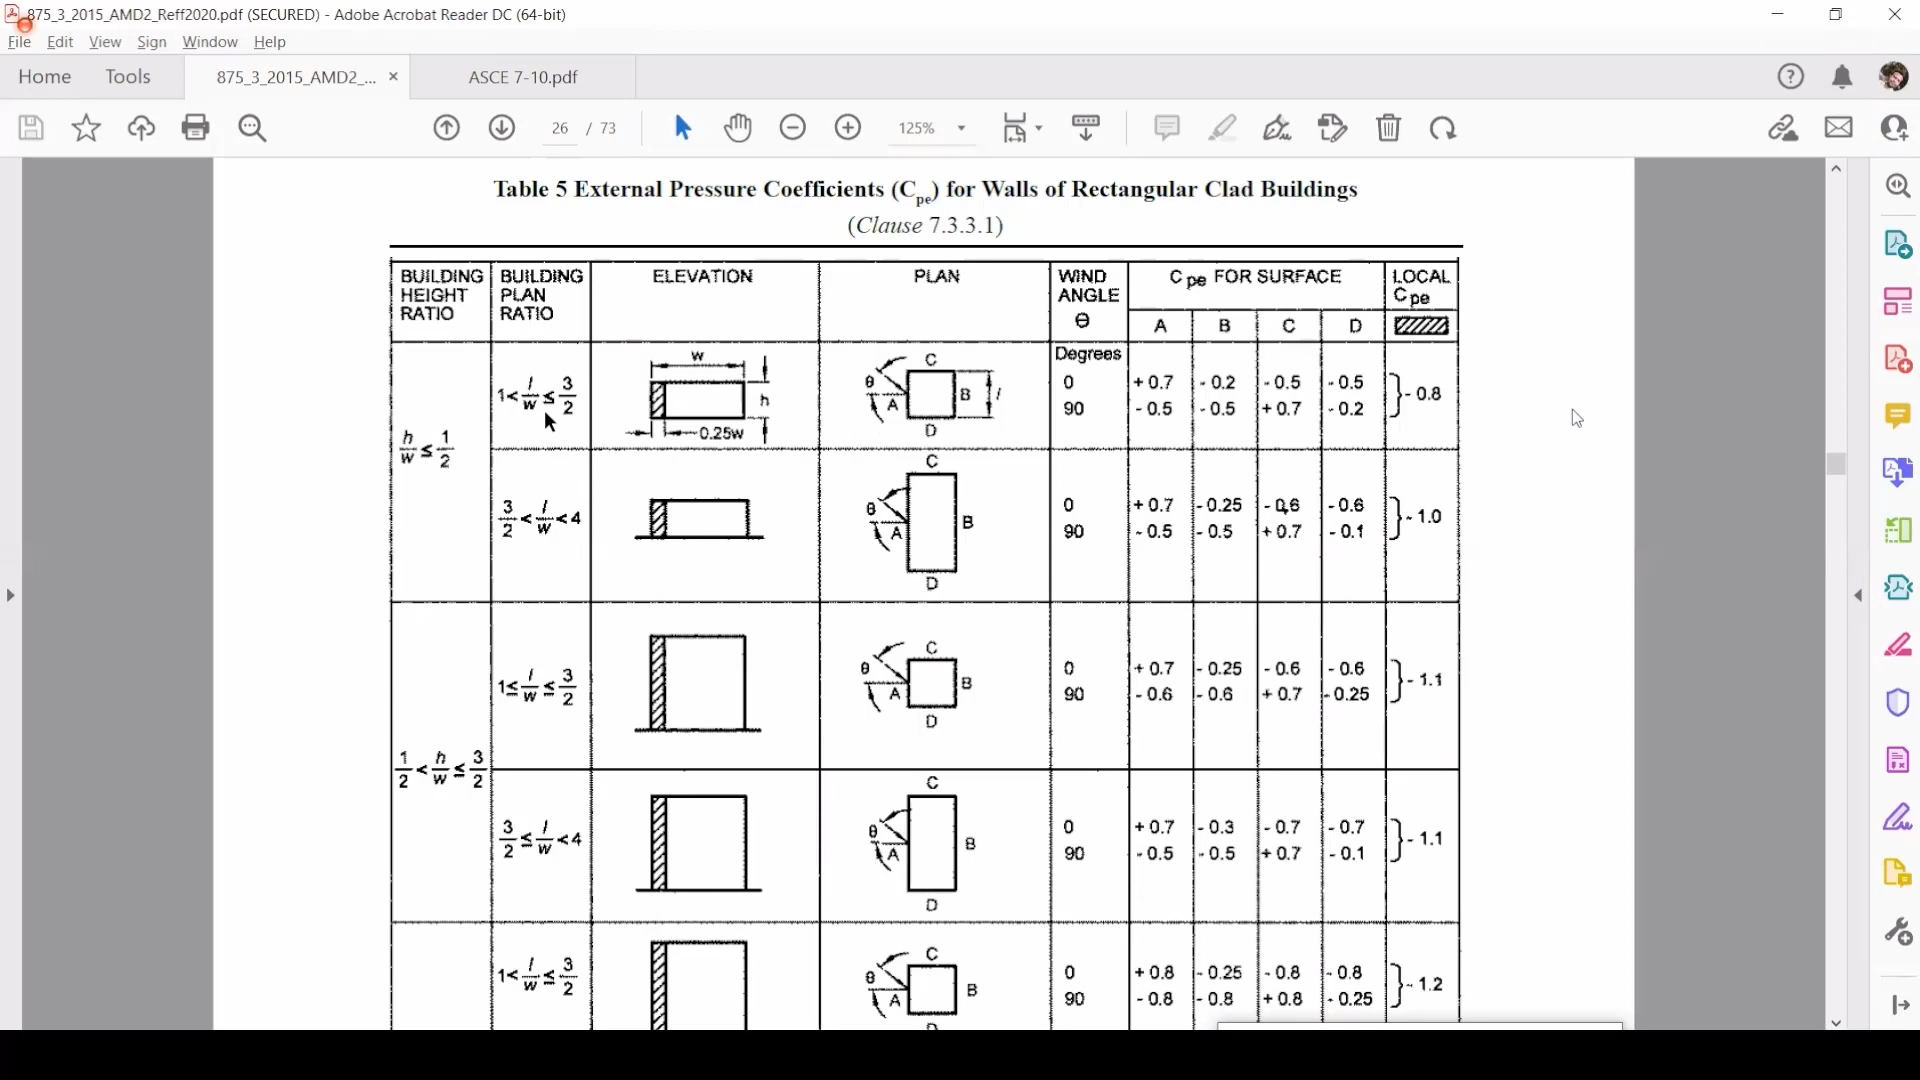 875_3_2015_AMD2_Reff2020.pdf (SECURED) - Adobe Acrobat Reader DC (64-bit)
File Edit View Sign Window Help
Home Tools 875_3_2015_AMD2_... × ASCE 7-10.pdf
26 / 73 125%
Table 5 External Pressure Coefficients (Cpe) for Walls of Rectangular Clad Buildings
(Clause 7.3.3.1)
BUILDING HEIGHT RATIO BUILDING PLAN RATIO ELEVATION PLAN WIND ANGLE θ Cpe FOR SURFACE LOCAL Cpe
A B C D
Degrees
h/w ≤ 1/2 1 < l/w ≤ 3/2 w h 0.25w C θ A B l D 0 +0.7 -0.2 -0.5 -0.5 } -0.8
90 -0.5 -0.5 +0.7 -0.2
3/2 < l/w < 4 C θ A B D 0 +0.7 -0.25 -0.6 -0.6 } -1.0
90 -0.5 -0.5 +0.7 -0.1
1/2 < h/w ≤ 3/2 1 ≤ l/w ≤ 3/2 C θ A B D 0 +0.7 -0.25 -0.6 -0.6 } -1.1
90 -0.6 -0.6 +0.7 -0.25
3/2 ≤ l/w < 4 C θ A B D 0 +0.7 -0.3 -0.7 -0.7 } -1.1
90 -0.5 -0.5 +0.7 -0.1
1 < l/w ≤ 3/2 C θ A B D 0 +0.8 -0.25 -0.8 -0.8 } -1.2
90 -0.8 -0.8 +0.8 -0.25